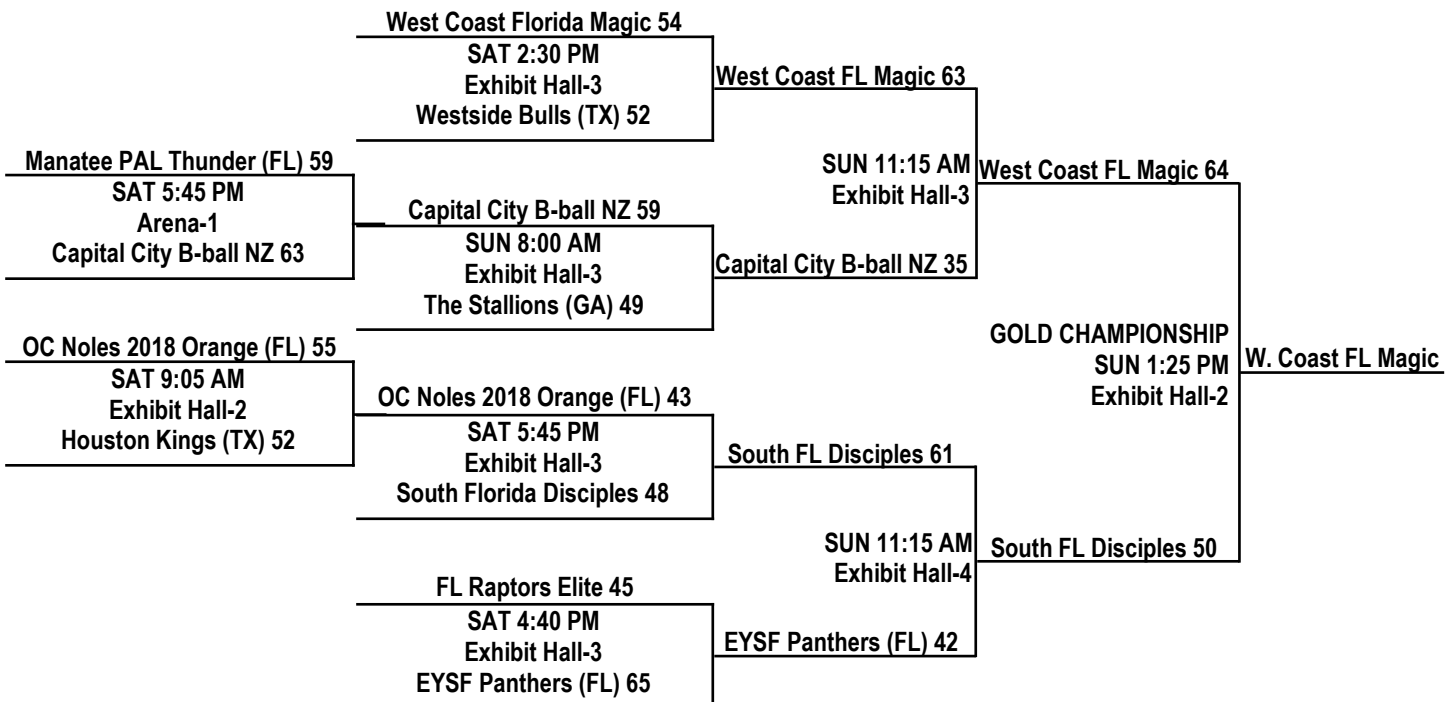 West Coast Florida Magic 54
SAT 2:30 PM
Exhibit Hall-3
Westside Bulls (TX) 52
West Coast FL Magic 63
Manatee PAL Thunder (FL) 59
SAT 5:45 PM
Arena-1
Capital City B-ball NZ 63
SUN 11:15 AM
Exhibit Hall-3
West Coast FL Magic 64
Capital City B-ball NZ 59
SUN 8:00 AM
Exhibit Hall-3
The Stallions (GA) 49
Capital City B-ball NZ 35
OC Noles 2018 Orange (FL) 55
SAT 9:05 AM
Exhibit Hall-2
Houston Kings (TX) 52
GOLD CHAMPIONSHIP
SUN 1:25 PM
Exhibit Hall-2
W. Coast FL Magic
OC Noles 2018 Orange (FL) 43
SAT 5:45 PM
Exhibit Hall-3
South Florida Disciples 48
South FL Disciples 61
SUN 11:15 AM
Exhibit Hall-4
South FL Disciples 50
FL Raptors Elite 45
SAT 4:40 PM
Exhibit Hall-3
EYSF Panthers (FL) 65
EYSF Panthers (FL) 42